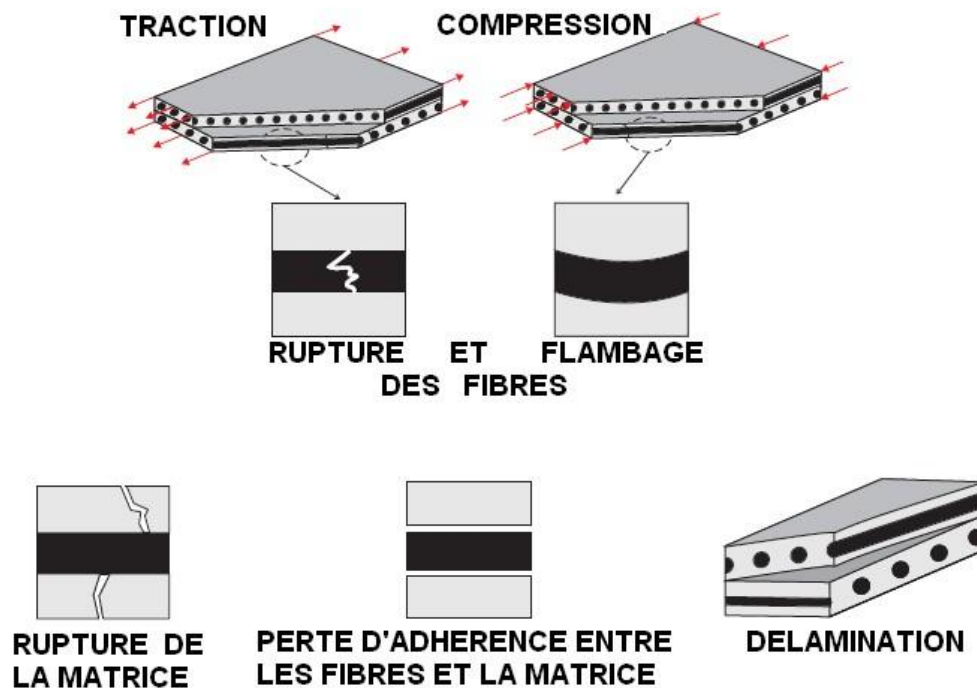 TRACTION
COMPRESSION
RUPTURE ET FLAMBAGE
DES FIBRES
RUPTURE DE
LA MATRICE
PERTE D'ADHERENCE ENTRE
LES FIBRES ET LA MATRICE
DELAMINATION